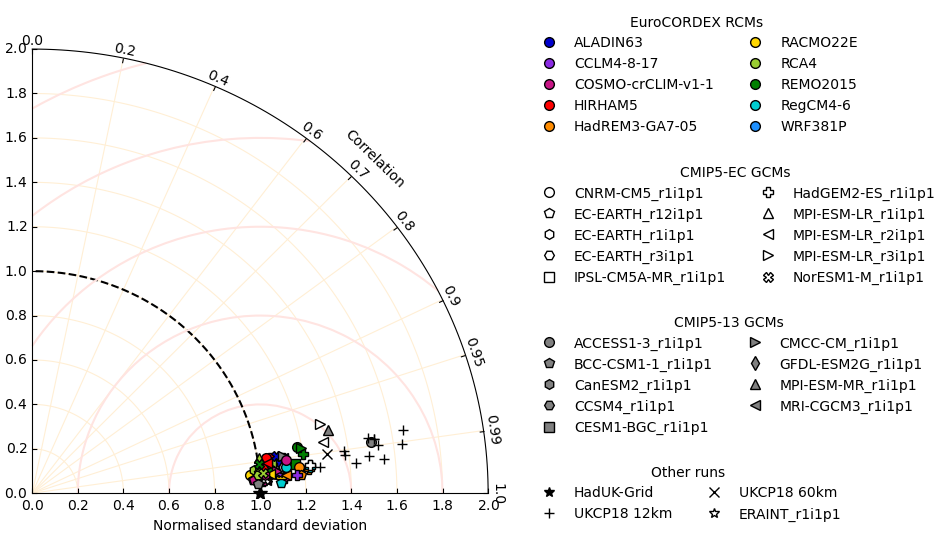 0.0
0.2
0.4
0.6
0.7
0.8
0.9
0.95
0.99
1.0
Correlation
2.0
1.8
1.6
1.4
1.2
1.0
0.8
0.6
0.4
0.2
0.0
0.0 0.2 0.4 0.6 0.8 1.0 1.2 1.4 1.6 1.8 2.0
Normalised standard deviation
EuroCORDEX RCMs
ALADIN63
CCLM4-8-17
COSMO-crCLIM-v1-1
HIRHAM5
HadREM3-GA7-05
RACMO22E
RCA4
REMO2015
RegCM4-6
WRF381P
CMIP5-EC GCMs
CNRM-CM5_r1i1p1
EC-EARTH_r12i1p1
EC-EARTH_r1i1p1
EC-EARTH_r3i1p1
IPSL-CM5A-MR_r1i1p1
HadGEM2-ES_r1i1p1
MPI-ESM-LR_r1i1p1
MPI-ESM-LR_r2i1p1
MPI-ESM-LR_r3i1p1
NorESM1-M_r1i1p1
CMIP5-13 GCMs
ACCESS1-3_r1i1p1
BCC-CSM1-1_r1i1p1
CanESM2_r1i1p1
CCSM4_r1i1p1
CESM1-BGC_r1i1p1
CMCC-CM_r1i1p1
GFDL-ESM2G_r1i1p1
MPI-ESM-MR_r1i1p1
MRI-CGCM3_r1i1p1
Other runs
HadUK-Grid
UKCP18 12km
UKCP18 60km
ERAINT_r1i1p1